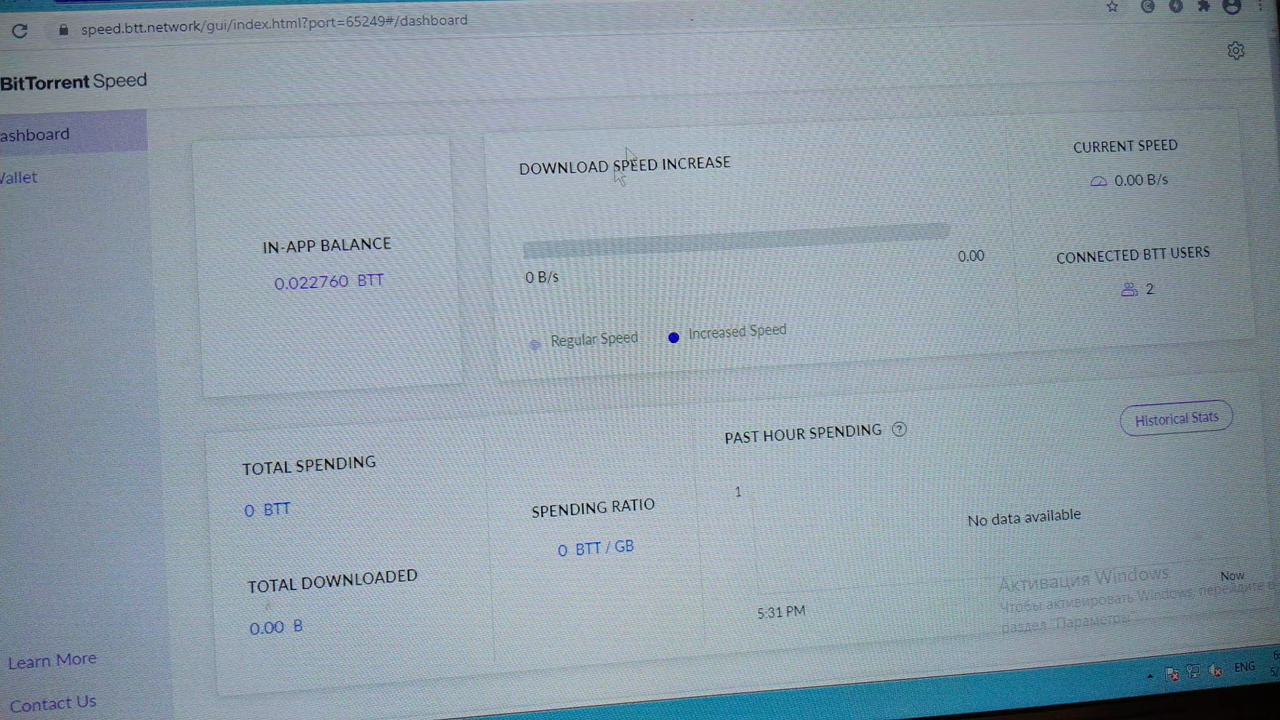 speed.btt.network/gui/index.html?port=65249#/dashboard
BitTorrent Speed
ashboard
Wallet
IN-APP BALANCE
0.022760 BTT
DOWNLOAD SPEED INCREASE
0 B/s
0.00
Regular Speed
Increased Speed
CURRENT SPEED
0.00 B/s
CONNECTED BTT USERS
2
TOTAL SPENDING
0 BTT
TOTAL DOWNLOADED
0.00 B
SPENDING RATIO
0 BTT / GB
PAST HOUR SPENDING ?
Historical Stats
1
No data available
5:31 PM
Now
Активация Windows
Чтобы активировать Windows, перейдите в
раздел "Параметры".
Learn More
Contact Us
ENG